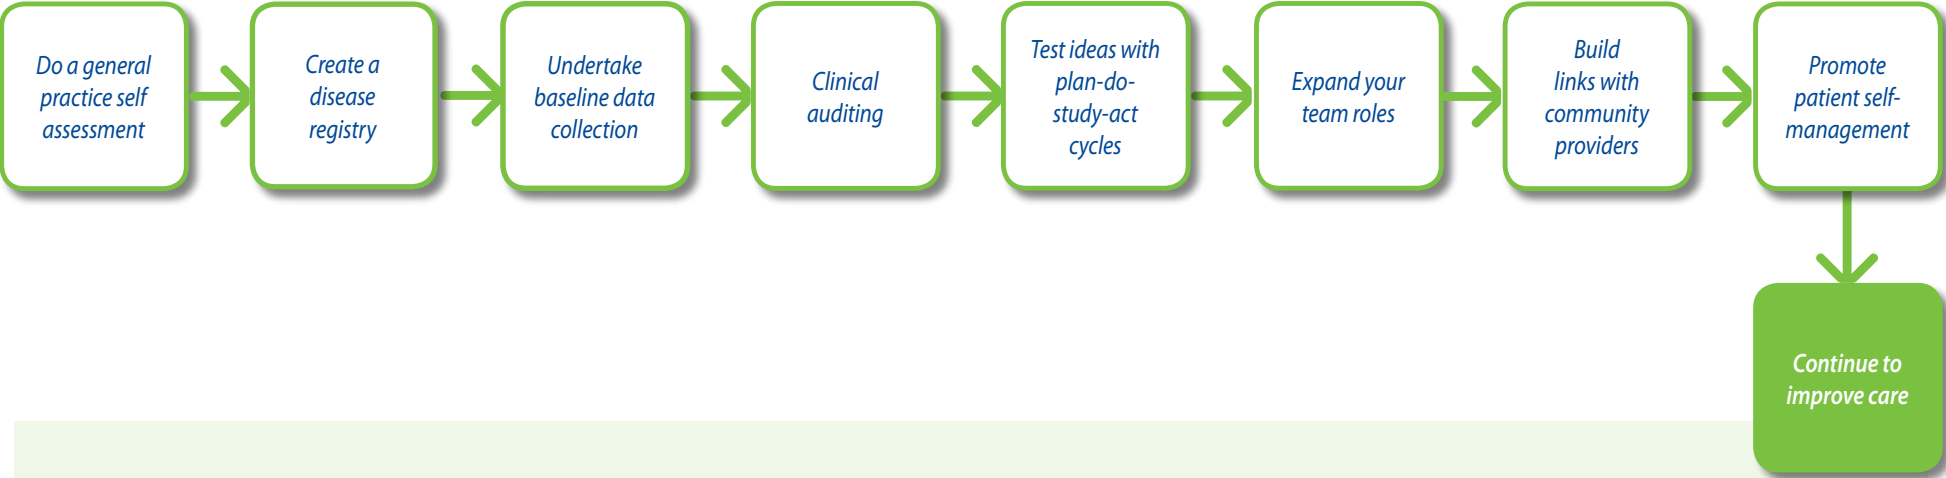 Do a general
practice self
assessment
Create a
disease
registry
Undertake
baseline data
collection
Clinical
auditing
Test ideas with
plan-do-
study-act
cycles
Expand your
team roles
Build
links with
community
providers
Promote
patient self-
management
Continue to
improve care